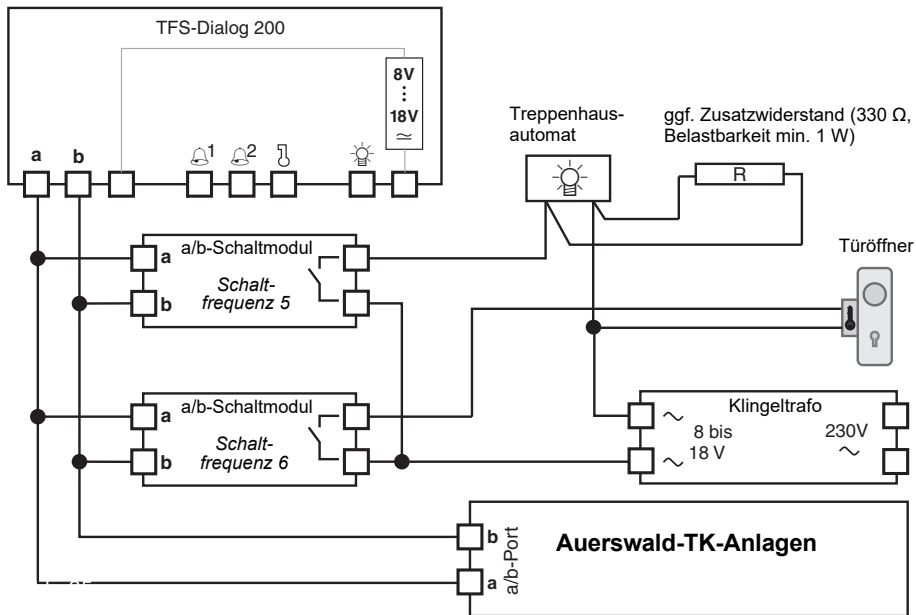 TFS-Dialog 200
8V
18V
a
b
1
2
Treppenhaus-
automat
ggf. Zusatzwiderstand (330 Ω,
Belastbarkeit min. 1 W)
R
Türöffner
a/b-Schaltmodul
a
b
Schalt-
frequenz 5
a/b-Schaltmodul
a
b
Schalt-
frequenz 6
Klingeltrafo
8 bis
18 V
230V
a/b-Port
b
a
Auerswald-TK-Anlagen